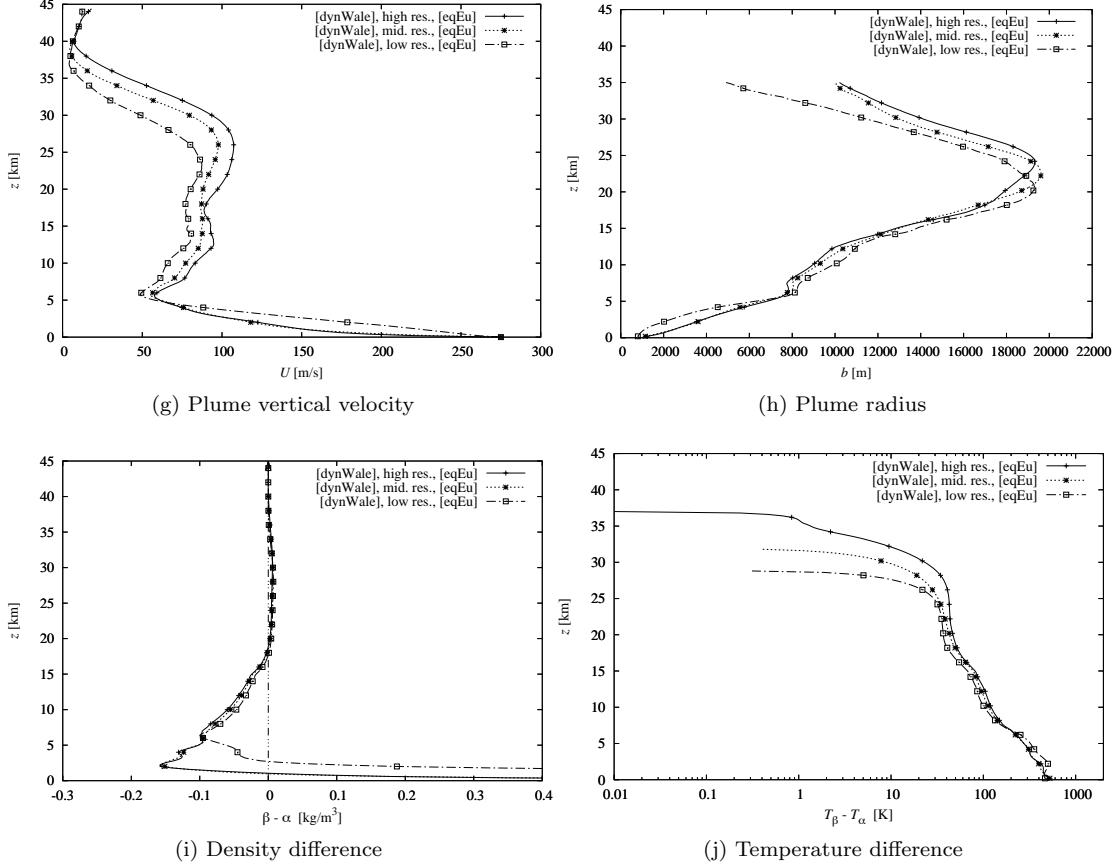 45
40
35
30
25
20
15
10
5
0
z [km]
0 50 100 150 200 250 300
U [m/s]
[dynWale], high res., [eqEu]
[dynWale], mid. res., [eqEu]
[dynWale], low res., [eqEu]
(g) Plume vertical velocity
45
40
35
30
25
20
15
10
5
0
z [km]
0 2000 4000 6000 8000 10000 12000 14000 16000 18000 20000 22000
b [m]
[dynWale], high res., [eqEu]
[dynWale], mid. res., [eqEu]
[dynWale], low res., [eqEu]
(h) Plume radius
45
40
35
30
25
20
15
10
5
0
z [km]
-0.3 -0.2 -0.1 0 0.1 0.2 0.3 0.4
β - α [kg/m³]
[dynWale], high res., [eqEu]
[dynWale], mid. res., [eqEu]
[dynWale], low res., [eqEu]
(i) Density difference
45
40
35
30
25
20
15
10
5
0
z [km]
0.01 0.1 1 10 100 1000
T_β - T_α [K]
[dynWale], high res., [eqEu]
[dynWale], mid. res., [eqEu]
[dynWale], low res., [eqEu]
(j) Temperature difference